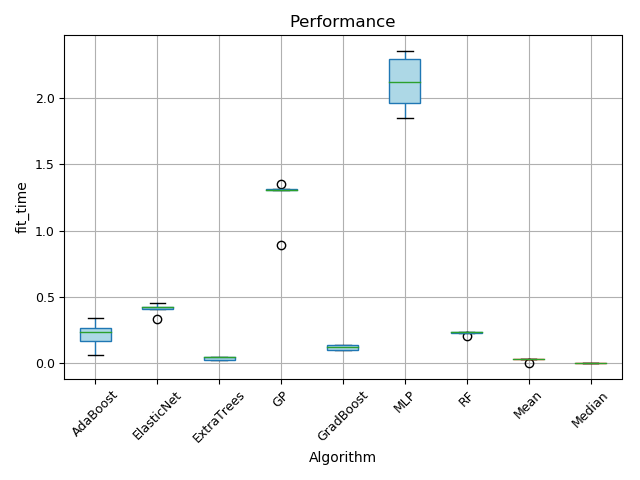 Performance
fit_time
2.0
1.5
1.0
0.5
0.0
AdaBoost
ElasticNet
ExtraTrees
GP
GradBoost
MLP
RF
Mean
Median
Algorithm